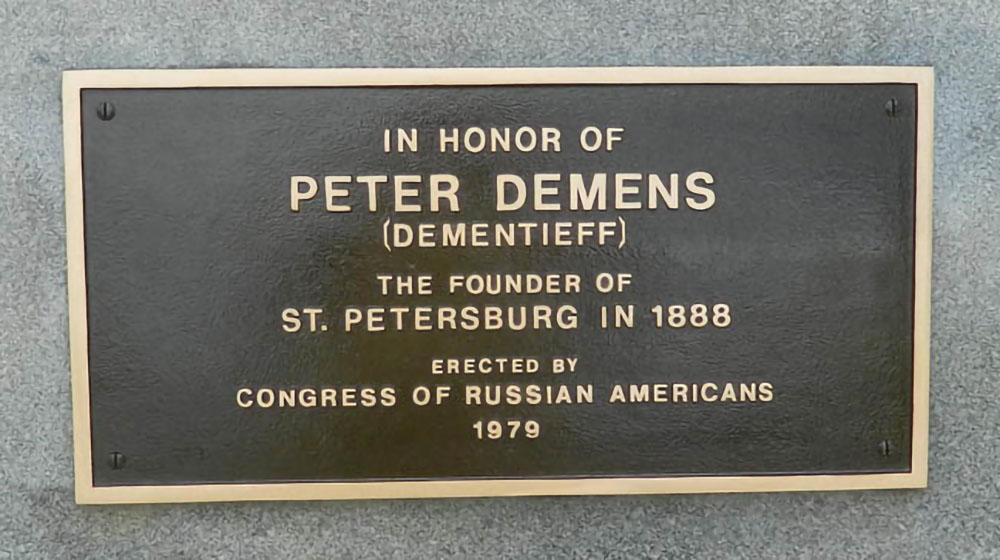 IN HONOR OF
PETER DEMENS
(DEMENTIEFF)
THE FOUNDER OF
ST. PETERSBURG IN 1888
ERECTED BY
CONGRESS OF RUSSIAN AMERICANS
1979